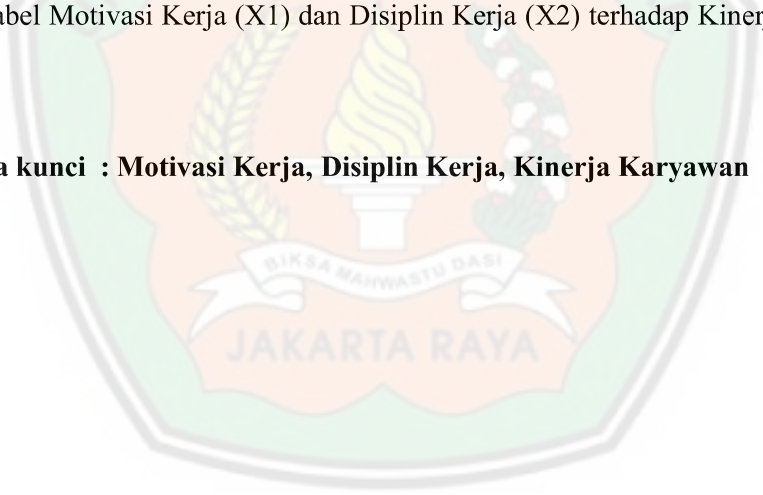 abel Motivasi Kerja (X1) dan Disiplin Kerja (X2) terhadap Kinerj
a kunci : Motivasi Kerja, Disiplin Kerja, Kinerja Karyawan
BIKSA MAHWASTU DASI
JAKARTA RAYA